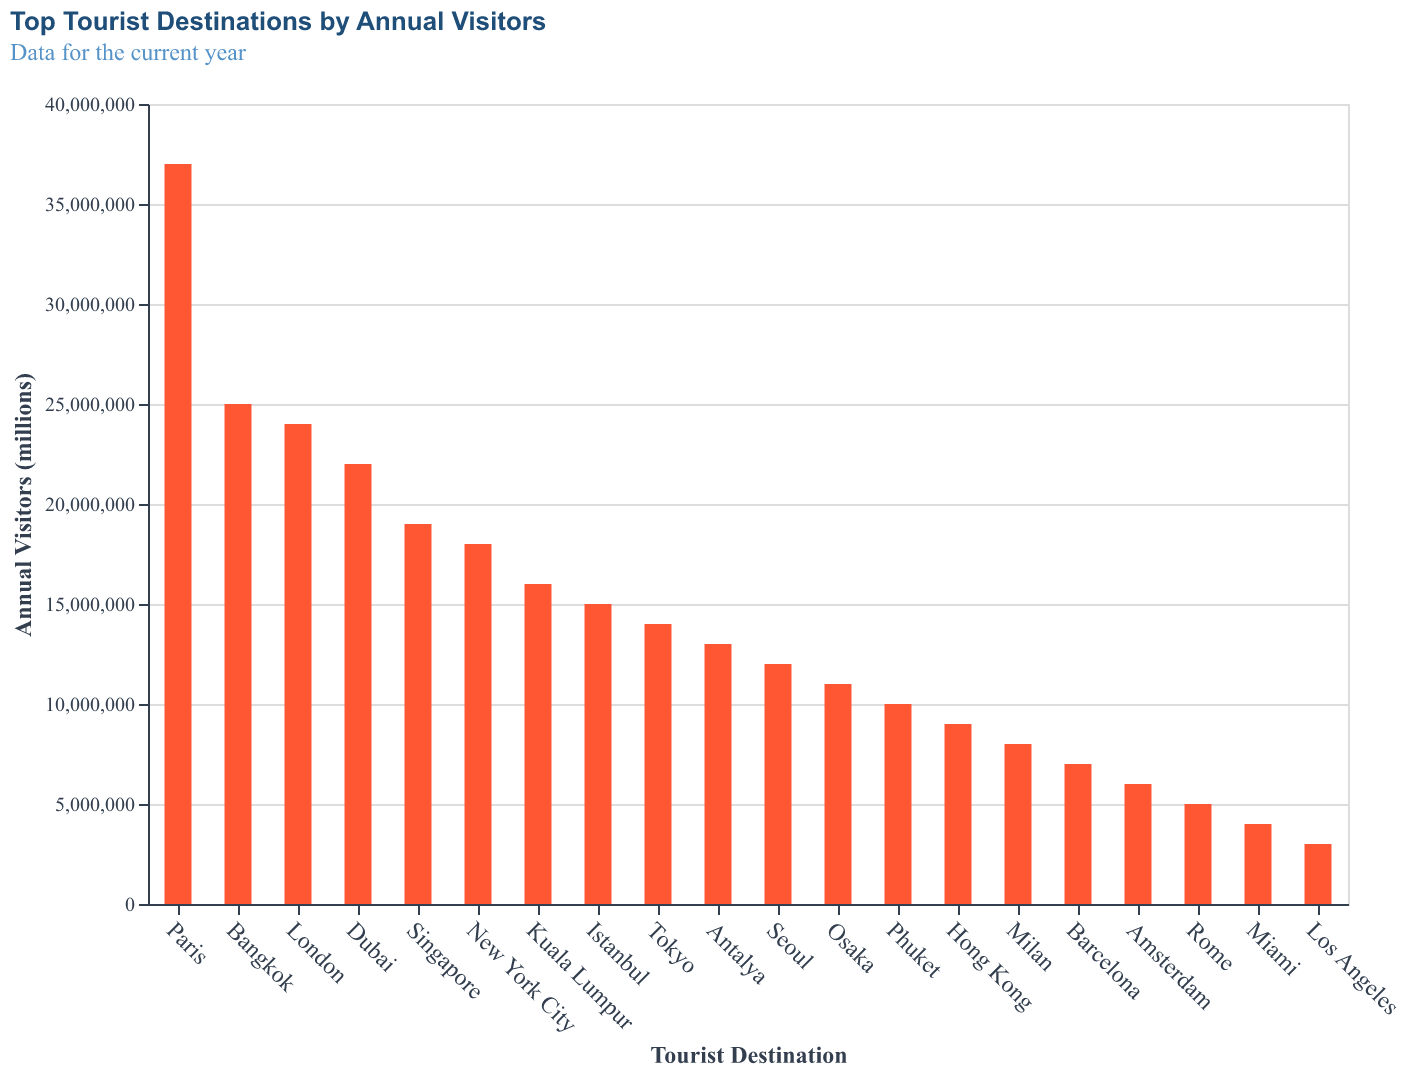 Top Tourist Destinations by Annual Visitors
Data for the current year
40,000,000
35,000,000
30,000,000
25,000,000
20,000,000
15,000,000
10,000,000
5,000,000
0
Annual Visitors (millions)
Paris
Bangkok
London
Dubai
Singapore
New York City
Kuala Lumpur
Istanbul
Tokyo
Antalya
Seoul
Osaka
Phuket
Hong Kong
Milan
Barcelona
Amsterdam
Rome
Miami
Los Angeles
Tourist Destination